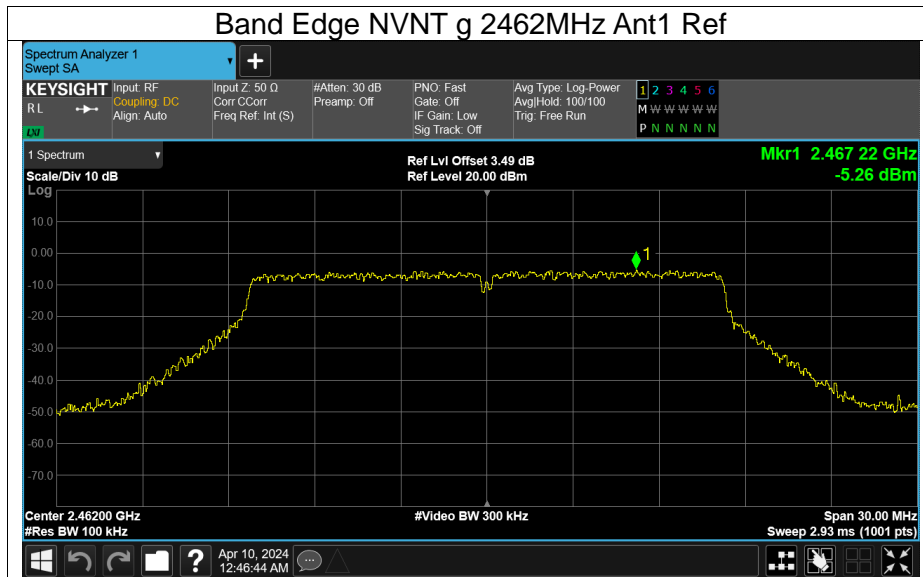 Band Edge NVNT g 2462MHz Ant1 Ref
Spectrum Analyzer 1
Swept SA
+
KEYSIGHT
RL
LXI
Input: RF
Coupling: DC
Align: Auto
Input Z: 50 Ω
Corr CCorr
Freq Ref: Int (S)
#Atten: 30 dB
Preamp: Off
PNO: Fast
Gate: Off
IF Gain: Low
Sig Track: Off
Avg Type: Log-Power
Avg|Hold: 100/100
Trig: Free Run
1 2 3 4 5 6
M W W W W W
P N N N N N
1 Spectrum
Scale/Div 10 dB
Ref Lvl Offset 3.49 dB
Ref Level 20.00 dBm
Mkr1 2.467 22 GHz
-5.26 dBm
Log
10.0
0.00
-10.0
-20.0
-30.0
-40.0
-50.0
-60.0
-70.0
1
Center 2.46200 GHz
#Res BW 100 kHz
#Video BW 300 kHz
Span 30.00 MHz
Sweep 2.93 ms (1001 pts)
?
Apr 10, 2024
12:46:44 AM